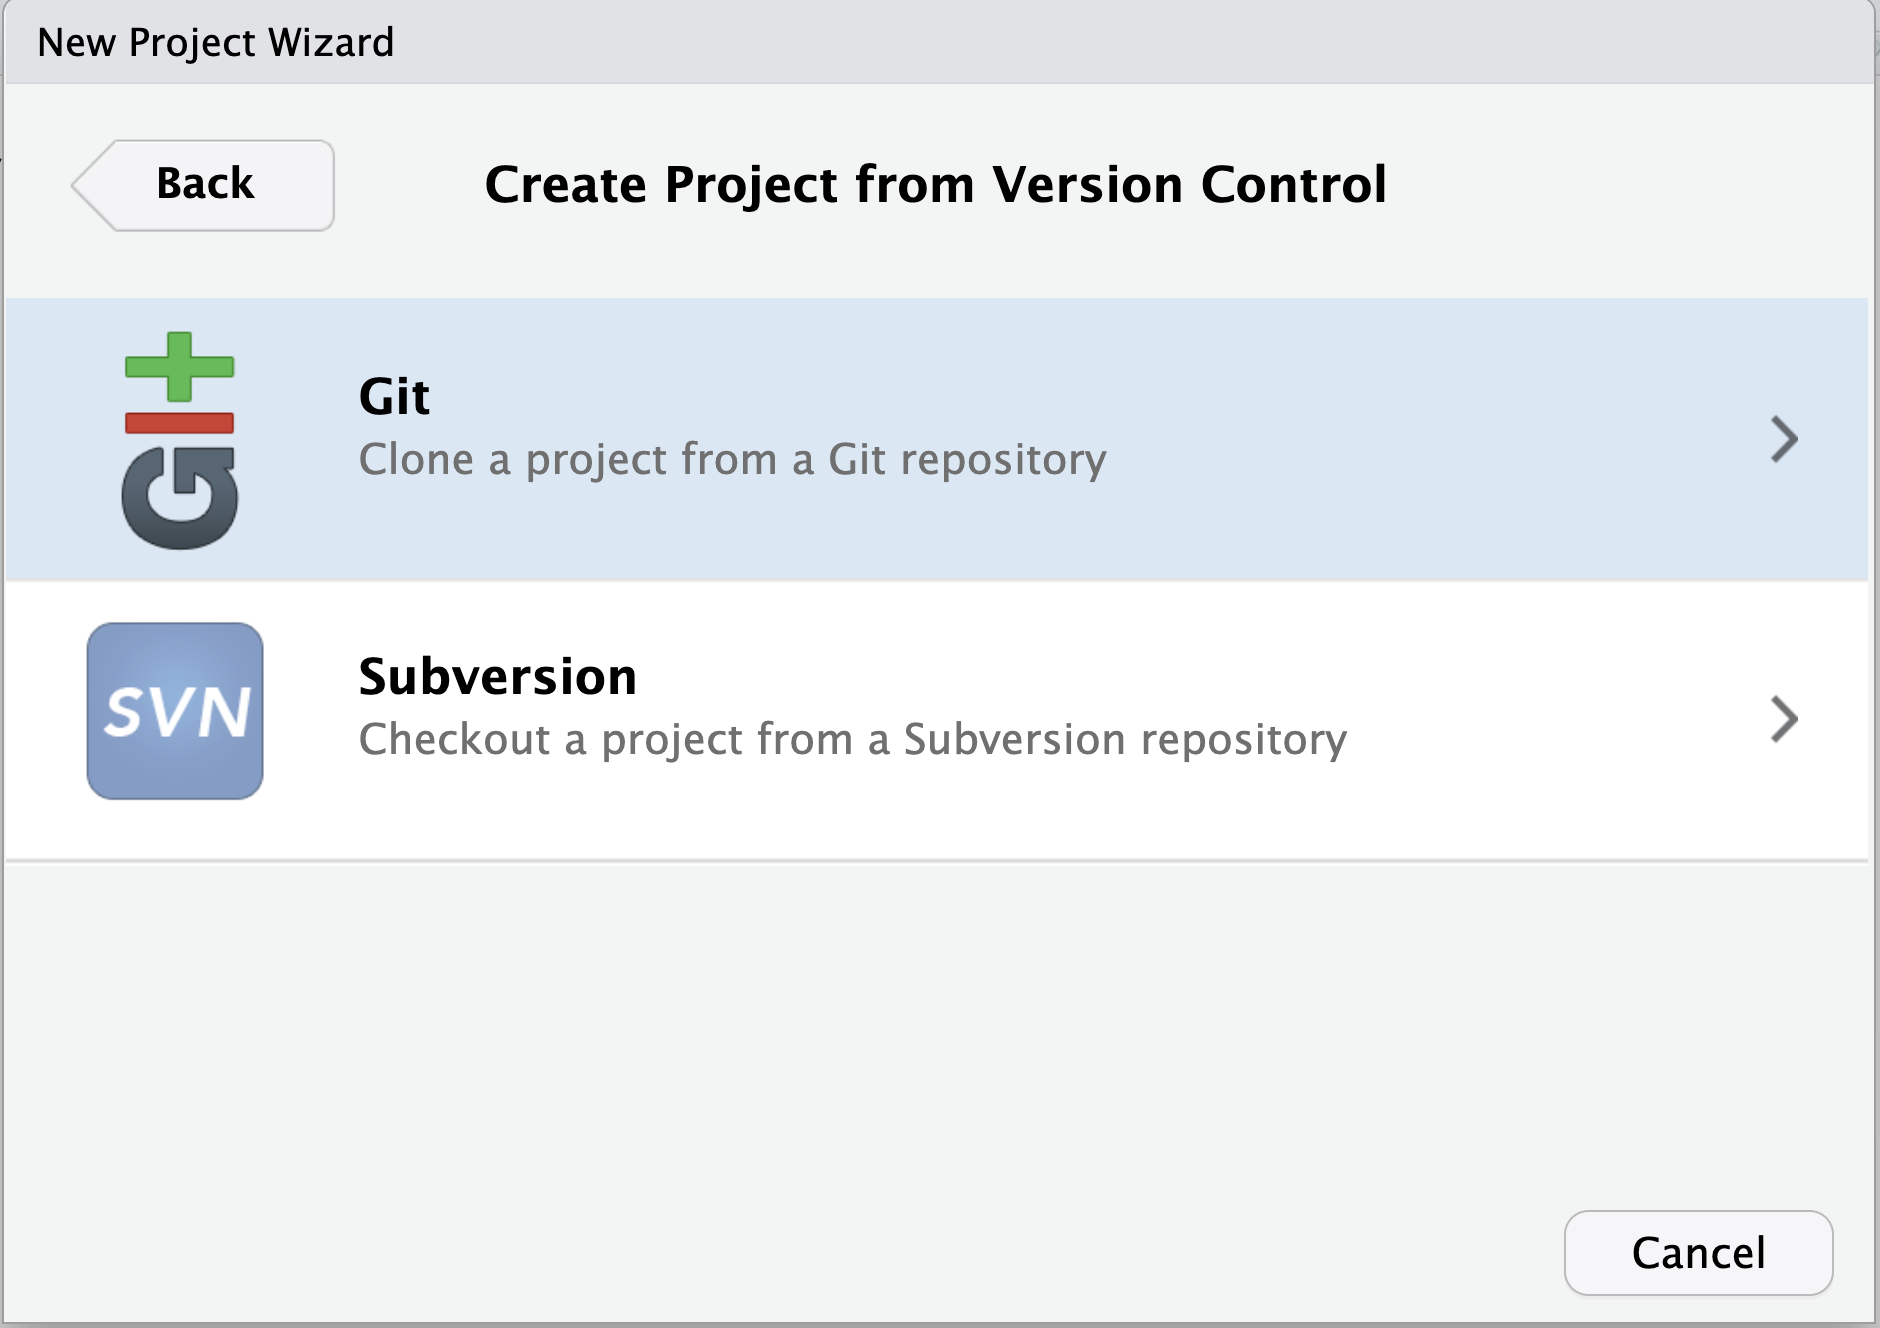 New Project Wizard
Back
Create Project from Version Control
Git
Git
Clone a project from a Git repository
SVN
Subversion
Checkout a project from a Subversion repository
Cancel